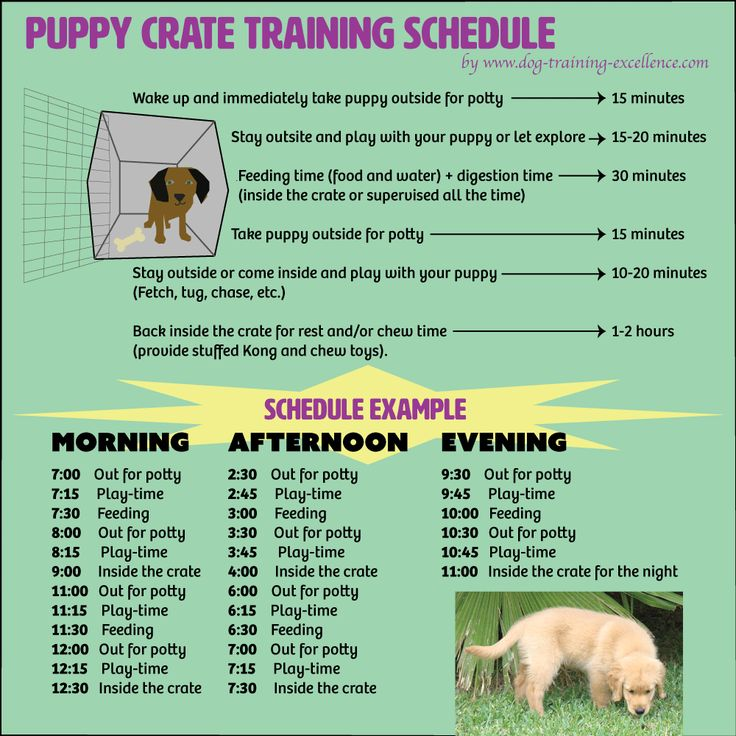 PUPPY CRATE TRAINING SCHEDULE
by www.dog-training-excellence.com
Wake up and immediately take puppy outside for potty 15 minutes
Stay outsite and play with your puppy or let explore 15-20 minutes
Feeding time (food and water) + digestion time 30 minutes
(inside the crate or supervised all the time)
Take puppy outside for potty 15 minutes
Stay outside or come inside and play with your puppy 10-20 minutes
(Fetch, tug, chase, etc.)
Back inside the crate for rest and/or chew time 1-2 hours
(provide stuffed Kong and chew toys).
SCHEDULE EXAMPLE
MORNING
7:00 Out for potty
7:15 Play-time
7:30 Feeding
8:00 Out for potty
8:15 Play-time
9:00 Inside the crate
11:00 Out for potty
11:15 Play-time
11:30 Feeding
12:00 Out for potty
12:15 Play-time
12:30 Inside the crate
AFTERNOON
2:30 Out for potty
2:45 Play-time
3:00 Feeding
3:30 Out for potty
3:45 Play-time
4:00 Inside the crate
6:00 Out for potty
6:15 Play-time
6:30 Feeding
7:00 Out for potty
7:15 Play-time
7:30 Inside the crate
EVENING
9:30 Out for potty
9:45 Play-time
10:00 Feeding
10:30 Out for potty
10:45 Play-time
11:00 Inside the crate for the night